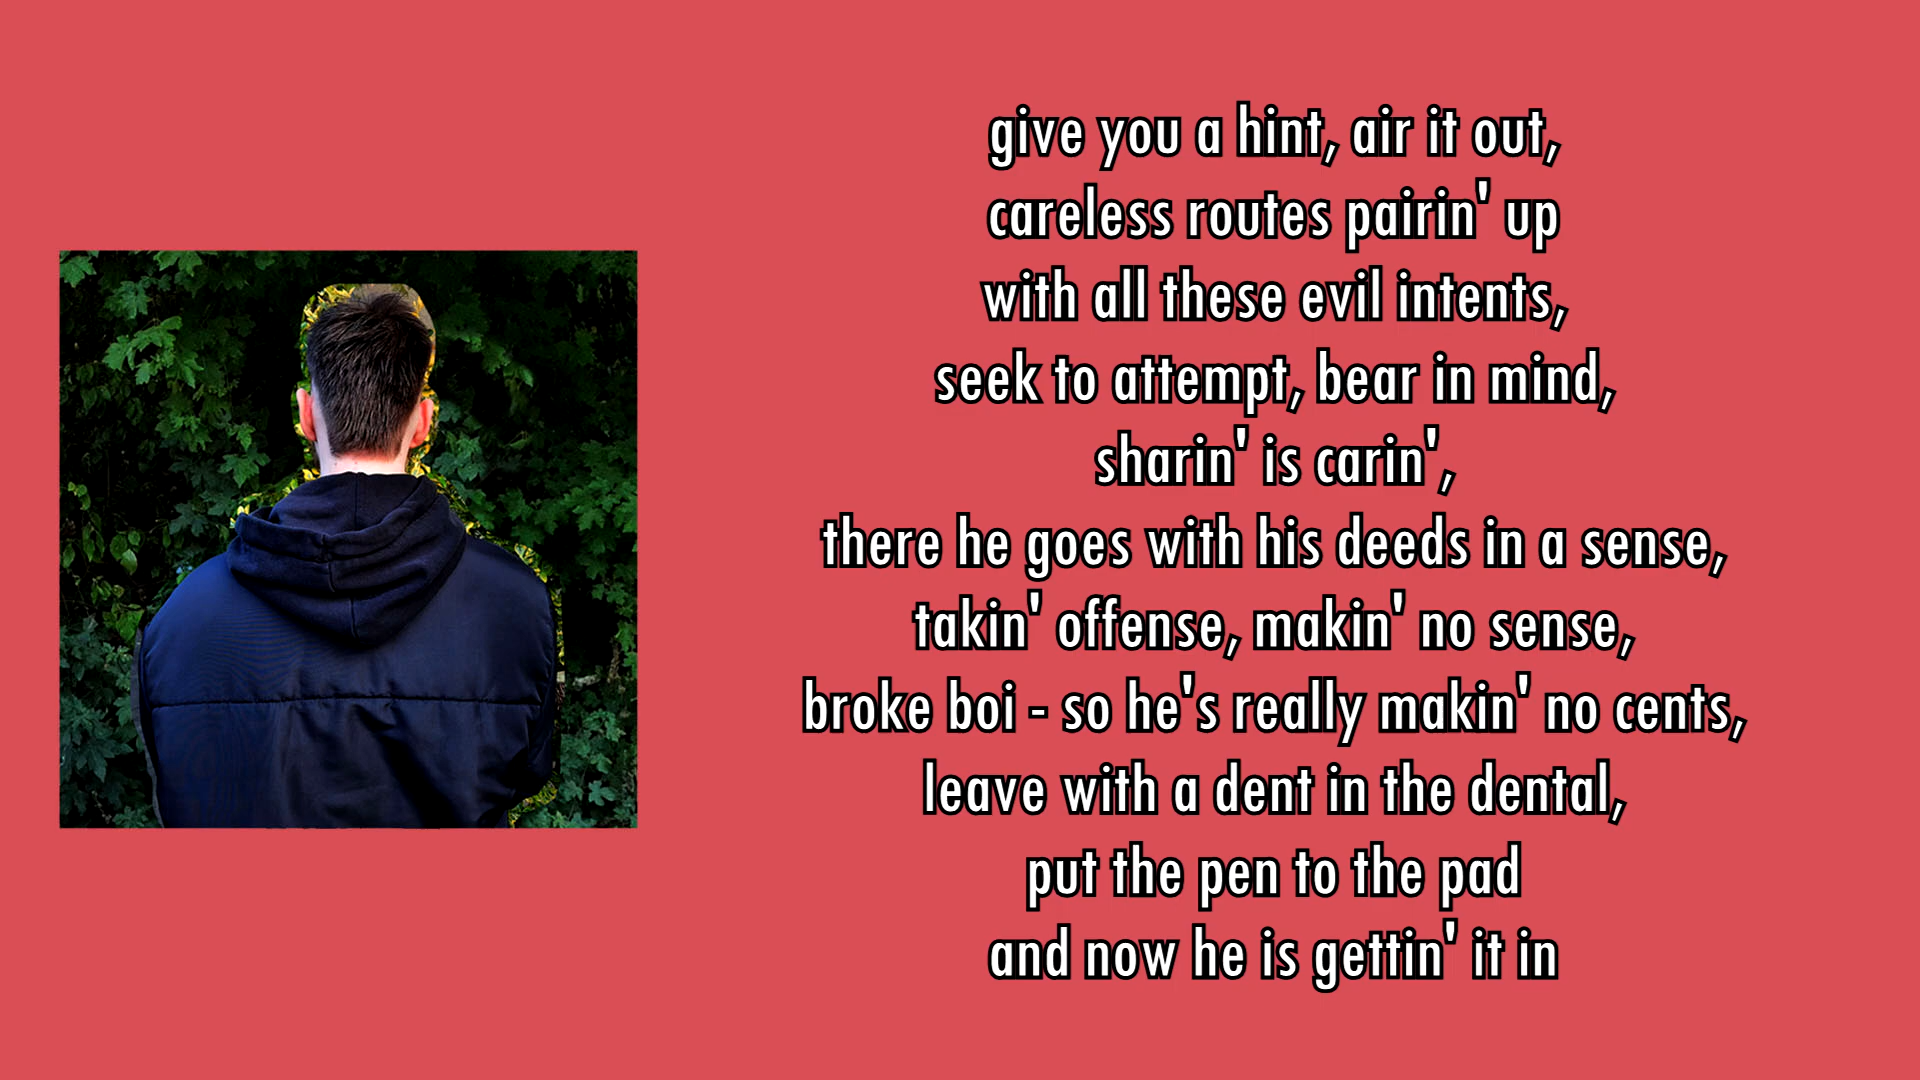 give you a hint, air it out,
careless routes pairin' up
with all these evil intents,
seek to attempt, bear in mind,
sharin' is carin',
there he goes with his deeds in a sense,
takin' offense, makin' no sense,
broke boi - so he's really makin' no cents,
leave with a dent in the dental,
put the pen to the pad
and now he is gettin' it in